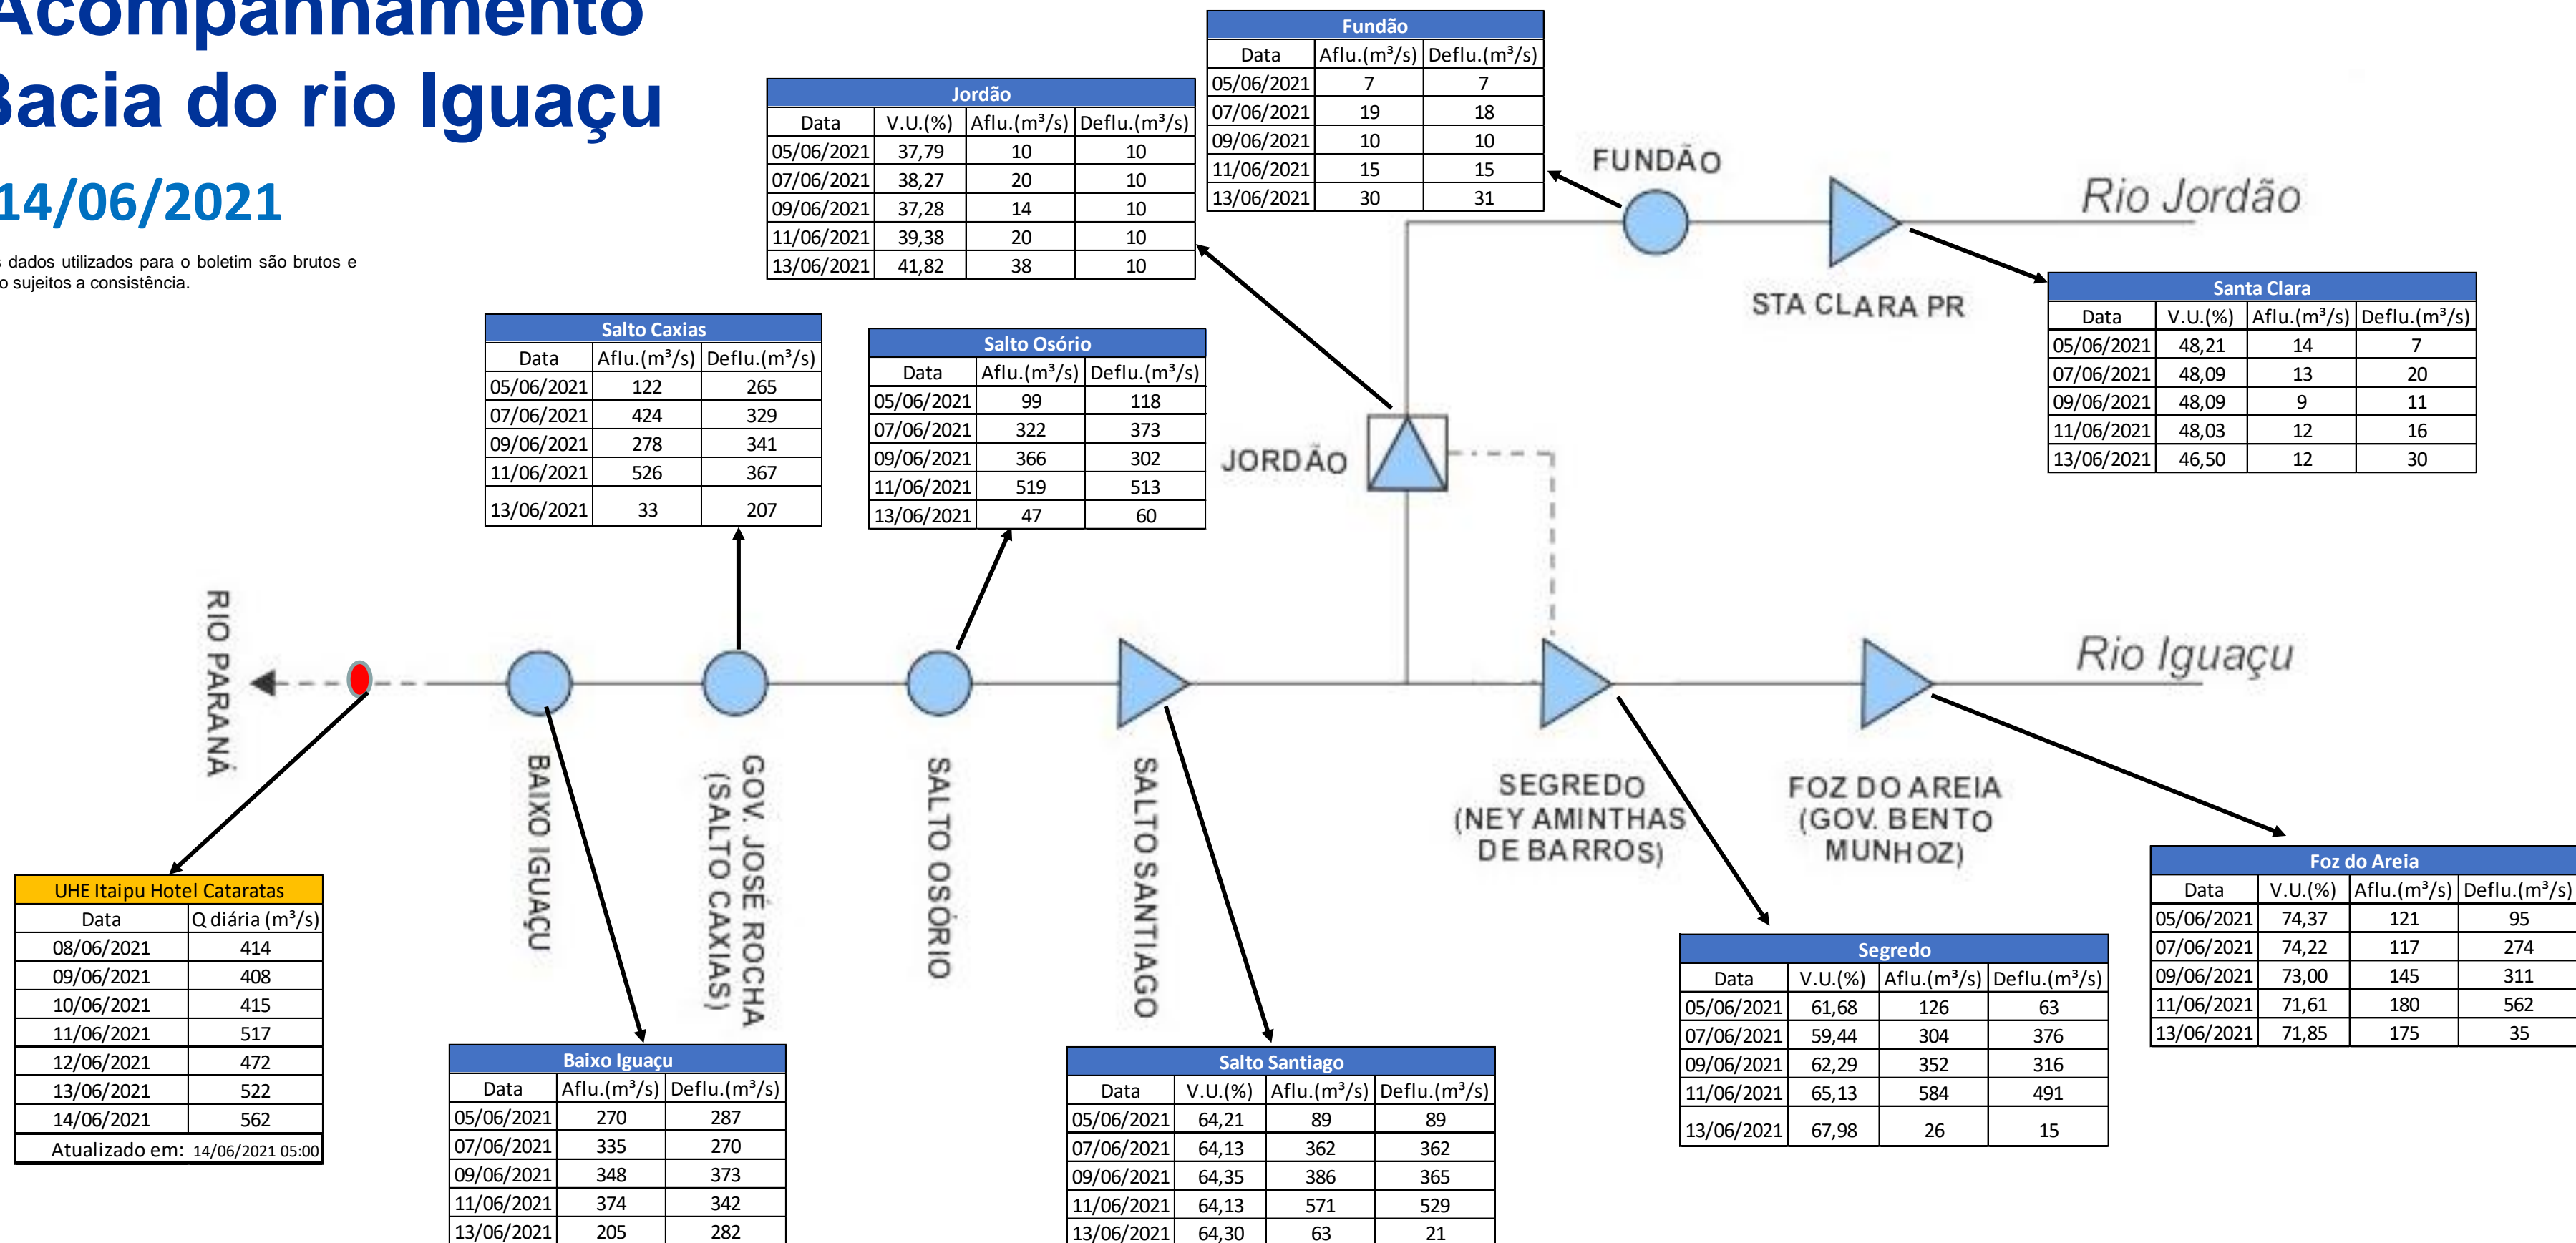 Acompanhamento
Bacia do rio Iguaçu
14/06/2021
s dados utilizados para o boletim são brutos e
o sujeitos a consistência.
Fundão
Data Aflu.(m³/s) Deflu.(m³/s)
05/06/2021 7 7
07/06/2021 19 18
09/06/2021 10 10
11/06/2021 15 15
13/06/2021 30 31
Jordão
Data V.U.(%) Aflu.(m³/s) Deflu.(m³/s)
05/06/2021 37,79 10 10
07/06/2021 38,27 20 10
09/06/2021 37,28 14 10
11/06/2021 39,38 20 10
13/06/2021 41,82 38 10
FUNDÃO
STA CLARA PR
Rio Jordão
Santa Clara
Data V.U.(%) Aflu.(m³/s) Deflu.(m³/s)
05/06/2021 48,21 14 7
07/06/2021 48,09 13 20
09/06/2021 48,09 9 11
11/06/2021 48,03 12 16
13/06/2021 46,50 12 30
Salto Caxias
Data Aflu.(m³/s) Deflu.(m³/s)
05/06/2021 122 265
07/06/2021 424 329
09/06/2021 278 341
11/06/2021 526 367
13/06/2021 33 207
Salto Osório
Data Aflu.(m³/s) Deflu.(m³/s)
05/06/2021 99 118
07/06/2021 322 373
09/06/2021 366 302
11/06/2021 519 513
13/06/2021 47 60
JORDÃO
RIO PARANÁ
Rio Iguaçu
BAIXO IGUAÇU
GOV. JOSÉ ROCHA
(SALTO CAXIAS)
SALTO OSÓRIO
SALTO SANTIAGO
SEGREDO
(NEY AMINTHAS
DE BARROS)
FOZ DO AREIA
(GOV. BENTO
MUNHOZ)
UHE Itaipu Hotel Cataratas
Data Q diária (m³/s)
08/06/2021 414
09/06/2021 408
10/06/2021 415
11/06/2021 517
12/06/2021 472
13/06/2021 522
14/06/2021 562
Atualizado em: 14/06/2021 05:00
Baixo Iguaçu
Data Aflu.(m³/s) Deflu.(m³/s)
05/06/2021 270 287
07/06/2021 335 270
09/06/2021 348 373
11/06/2021 374 342
13/06/2021 205 282
Salto Santiago
Data V.U.(%) Aflu.(m³/s) Deflu.(m³/s)
05/06/2021 64,21 89 89
07/06/2021 64,13 362 362
09/06/2021 64,35 386 365
11/06/2021 64,13 571 529
13/06/2021 64,30 63 21
Segredo
Data V.U.(%) Aflu.(m³/s) Deflu.(m³/s)
05/06/2021 61,68 126 63
07/06/2021 59,44 304 376
09/06/2021 62,29 352 316
11/06/2021 65,13 584 491
13/06/2021 67,98 26 15
Foz do Areia
Data V.U.(%) Aflu.(m³/s) Deflu.(m³/s)
05/06/2021 74,37 121 95
07/06/2021 74,22 117 274
09/06/2021 73,00 145 311
11/06/2021 71,61 180 562
13/06/2021 71,85 175 35